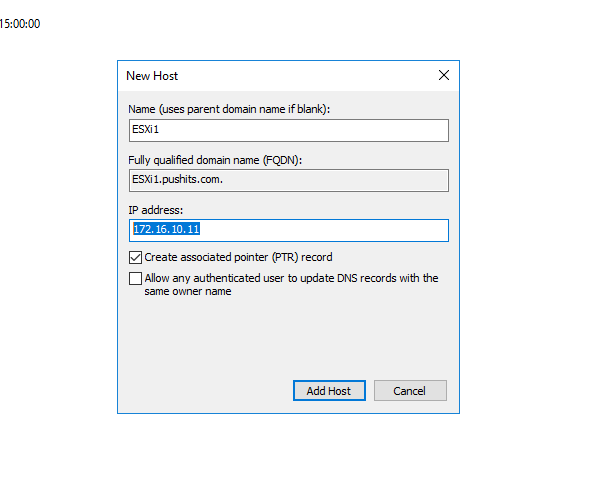 15:00:00
New Host
Name (uses parent domain name if blank):
ESXi1
Fully qualified domain name (FQDN):
ESXi1.pushits.com.
IP address:
172.16.10.11
Create associated pointer (PTR) record
Allow any authenticated user to update DNS records with the
same owner name
Add Host
Cancel